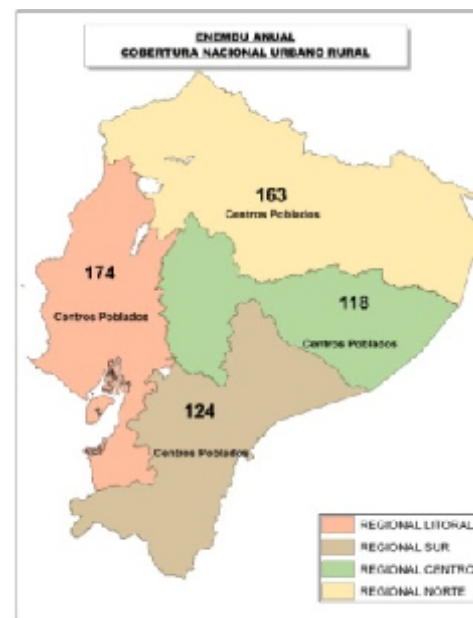 ENEMDU ANUAL
COBERTURA NACIONAL URBANO RURAL
163
Centros Poblados
174
Centros Poblados
118
Centros Poblados
124
Centros Poblados
REGIONAL LITORAL
REGIONAL SUR
REGIONAL CENTRO
REGIONAL NORTE